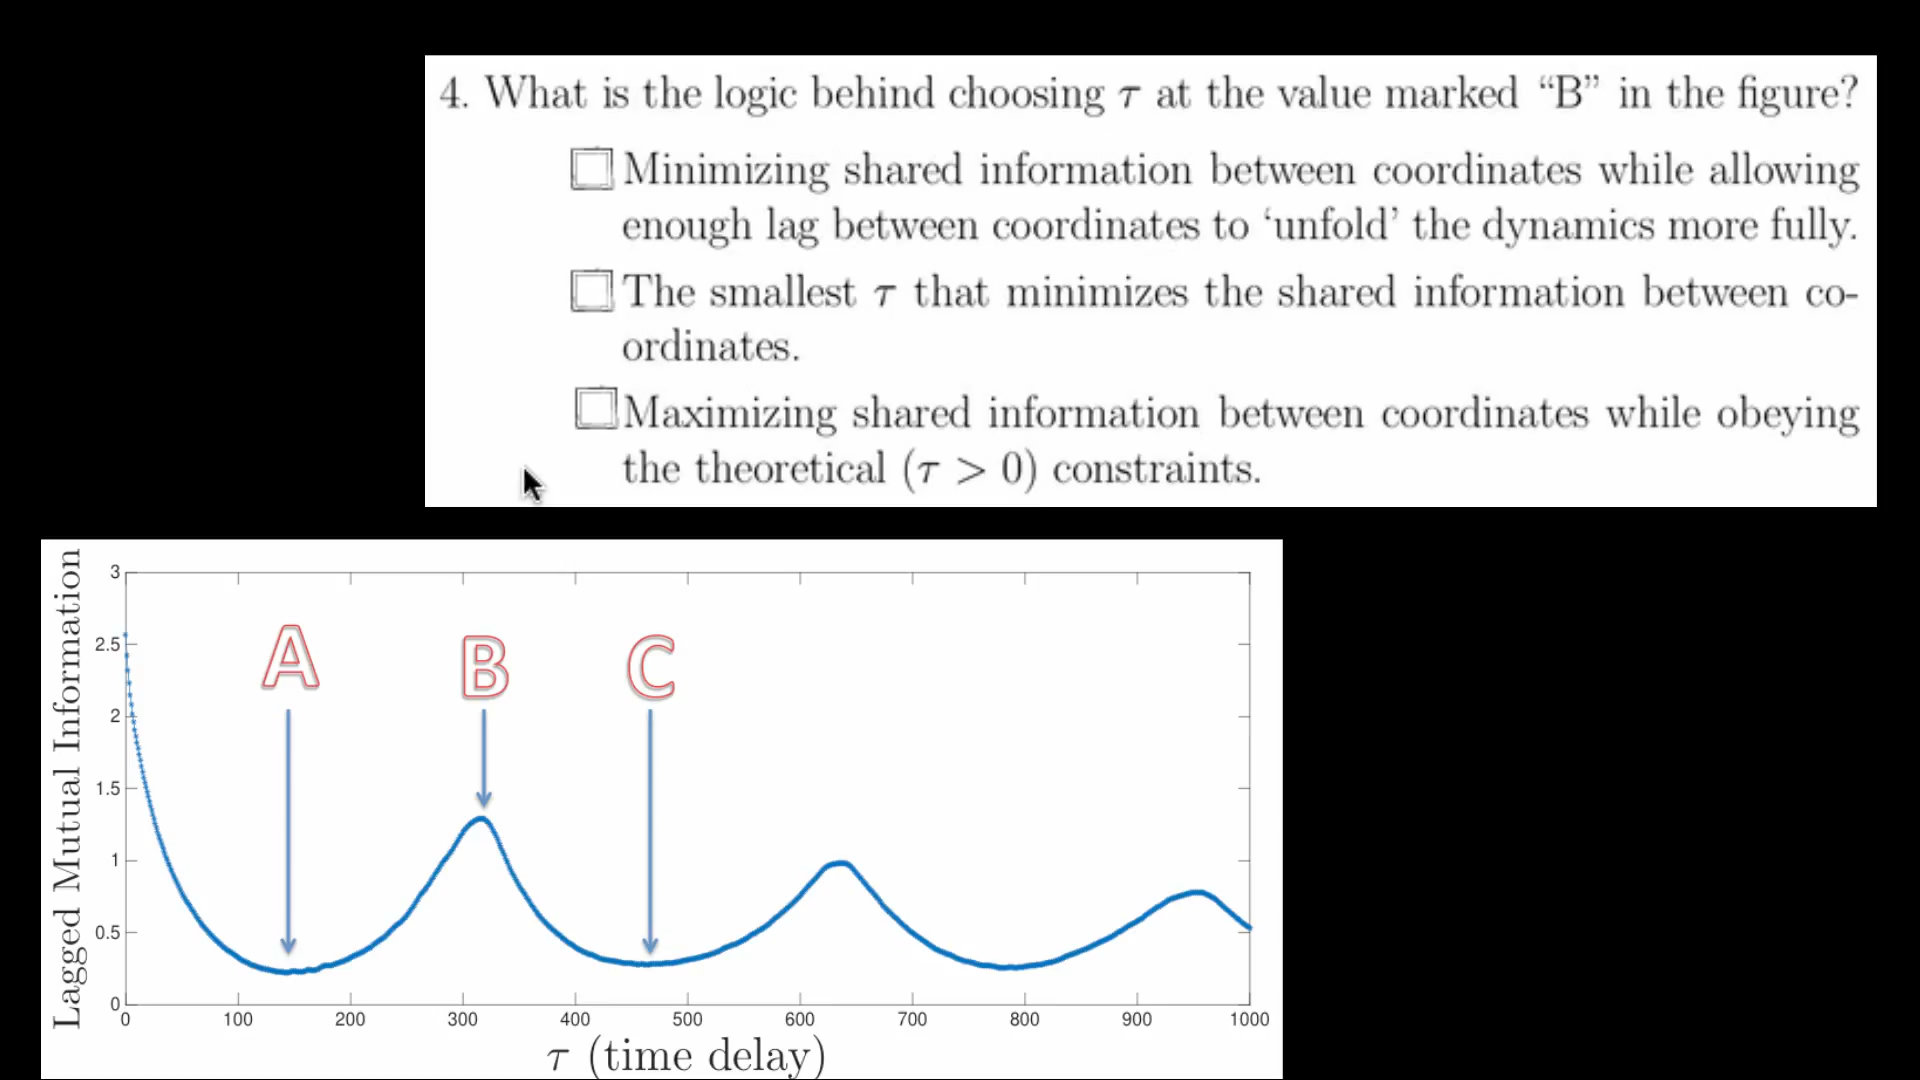 4. What is the logic behind choosing τ at the value marked “B” in the figure?
Minimizing shared information between coordinates while allowing
enough lag between coordinates to ‘unfold’ the dynamics more fully.
The smallest τ that minimizes the shared information between co-
ordinates.
Maximizing shared information between coordinates while obeying
the theoretical (τ > 0) constraints.
Lagged Mutual Information
3
2.5
2
1.5
1
0.5
0
A
B
C
0 100 200 300 400 500 600 700 800 900 1000
τ (time delay)